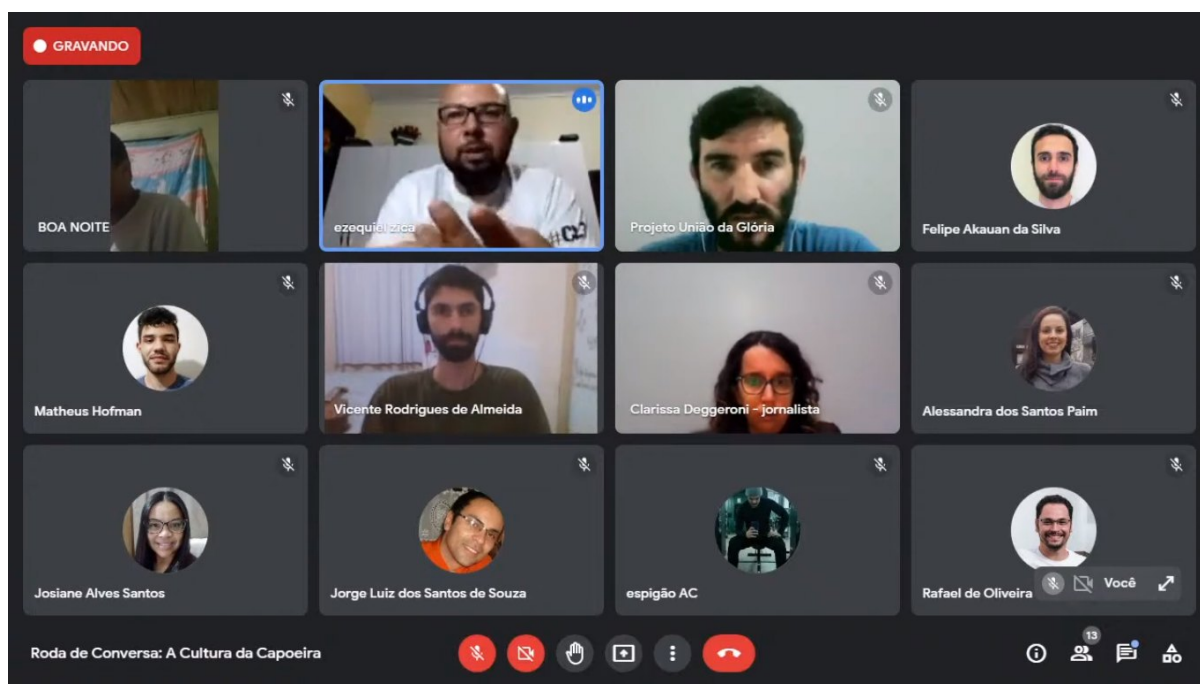 GRAVANDO
BOA NOITE
ezequiel zica
Projeto União da Glória
Felipe Akauan da Silva
Matheus Hofman
Vicente Rodrigues de Almeida
Clarissa Deggeroni - jornalista
Alessandra dos Santos Paim
Josiane Alves Santos
Jorge Luiz dos Santos de Souza
espigão AC
Rafael de Oliveira
Você
Roda de Conversa: A Cultura da Capoeira
13